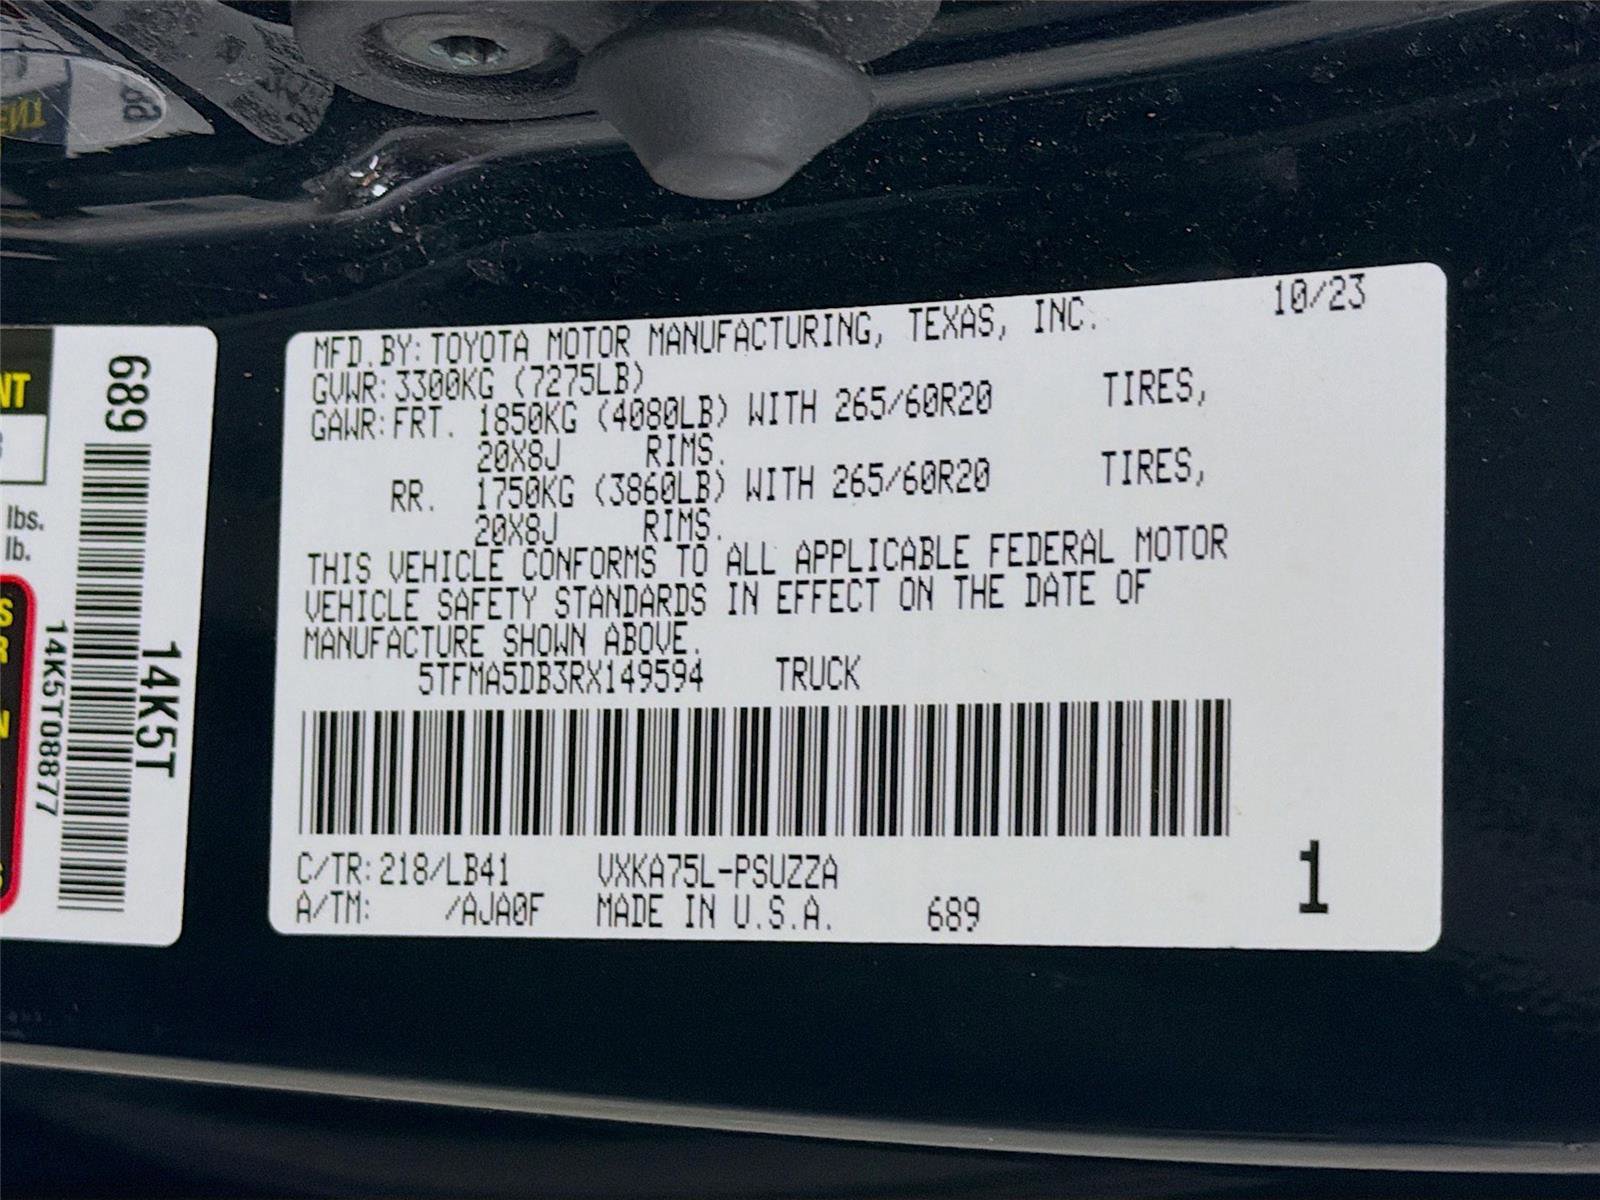 MFD.BY: TOYOTA MOTOR MANUFACTURING, TEXAS, INC. 10/23
GVWR: 3300KG (7275LB)
GAWR: FRT. 1850KG (4080LB) WITH 265/60R20 TIRES,
20X8J RIMS.
RR. 1750KG (3860LB) WITH 265/60R20 TIRES,
20X8J RIMS.
THIS VEHICLE CONFORMS TO ALL APPLICABLE FEDERAL MOTOR
VEHICLE SAFETY STANDARDS IN EFFECT ON THE DATE OF
MANUFACTURE SHOWN ABOVE.
5TFMA5DB3RX149594 TRUCK
C/TR: 218/LB41 VXKA75L-PSUZZA
A/TM: /AJA0F MADE IN U.S.A. 689
1
689
14K5T
14K5T08877
lbs.
lb.